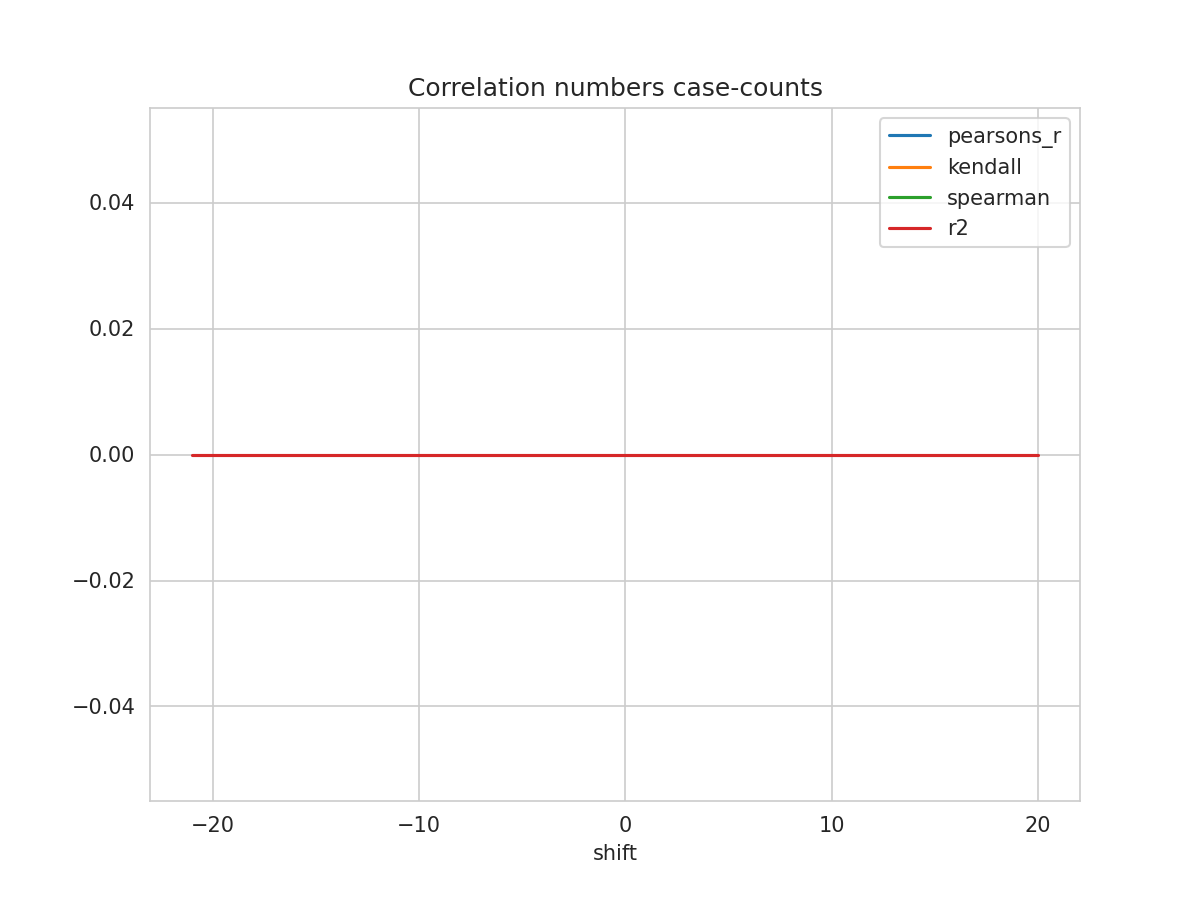 Correlation numbers case-counts
pearsons_r
kendall
spearman
r2
0.04
0.02
0.00
−0.02
−0.04
−20
−10
0
10
20
shift